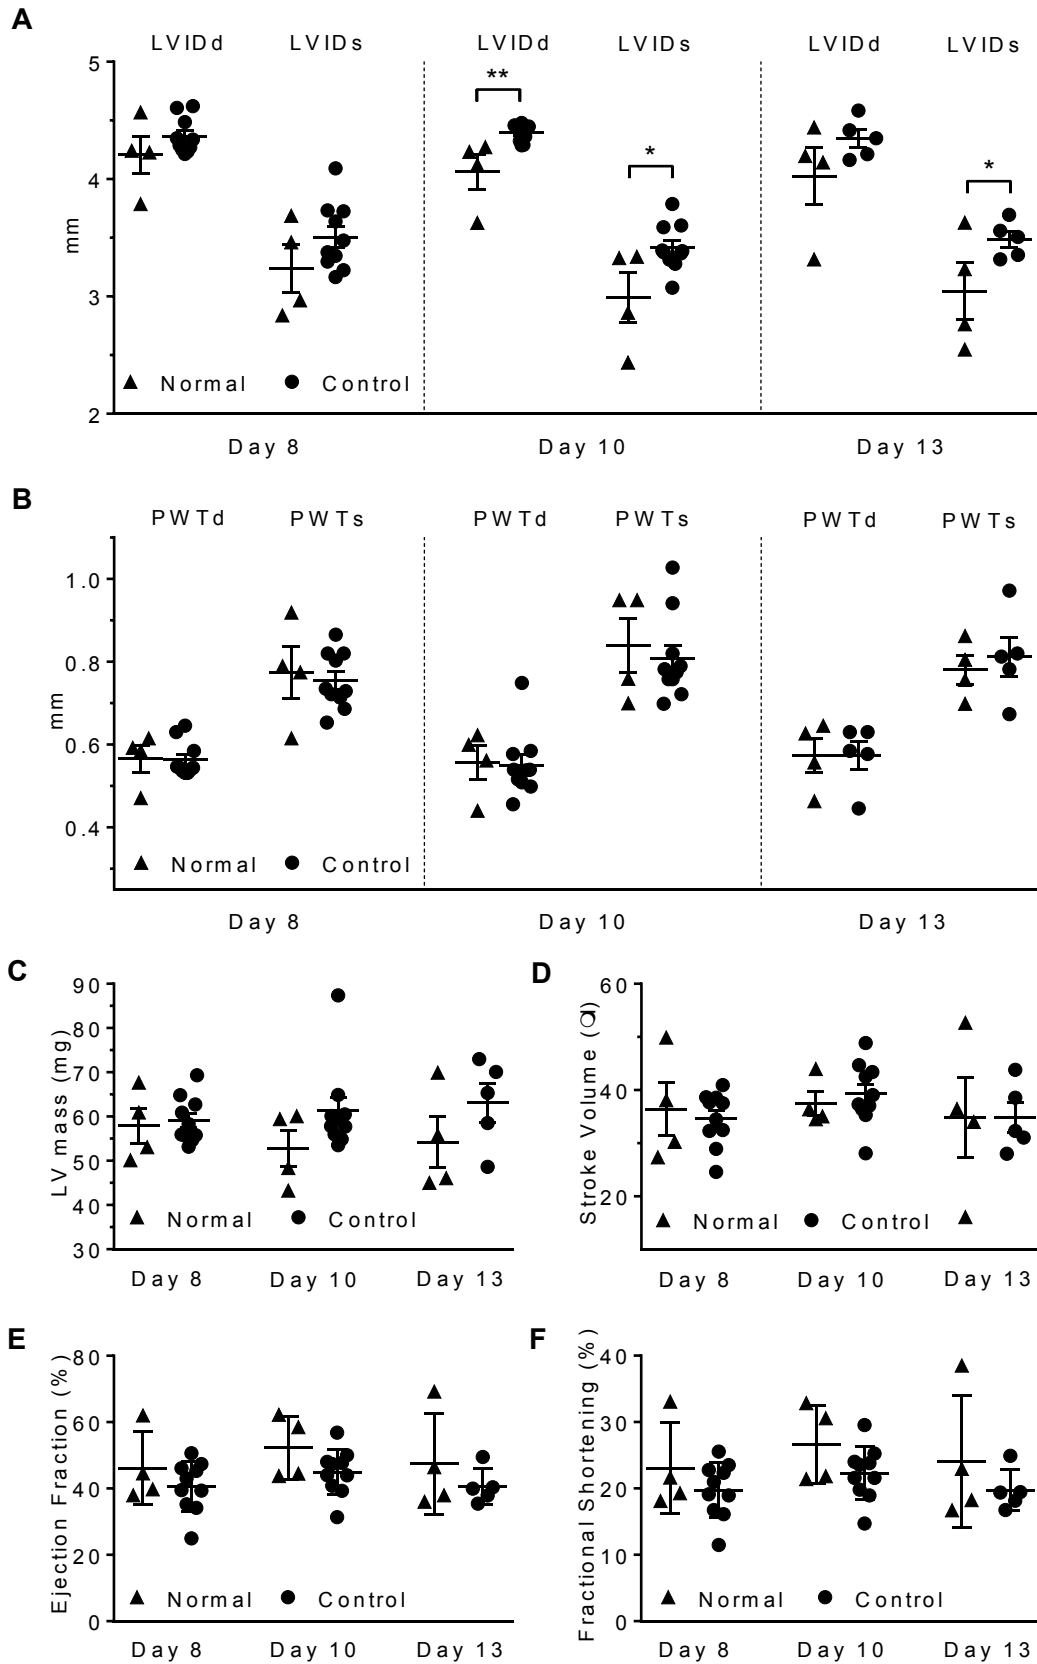 A
LVIDd LVIDs LVIDd LVIDs LVIDd LVIDs
5
** 
* *
4
mm
3
Normal Control
2
Day 8 Day 10 Day 13
B
PWTd PWTs PWTd PWTs PWTd PWTs
1.0
0.8
mm
0.6
0.4
Normal Control
Day 8 Day 10 Day 13
C
90
80
70
60
50
40
30
LV mass (mg)
Normal Control
Day 8 Day 10 Day 13
D
60
40
20
Stroke Volume
Normal Control
Day 8 Day 10 Day 13
E
80
60
40
20
0
Ejection Fraction (%)
Normal Control
Day 8 Day 10 Day 13
F
40
30
20
10
0
Fractional Shortening (%)
Normal Control
Day 8 Day 10 Day 13